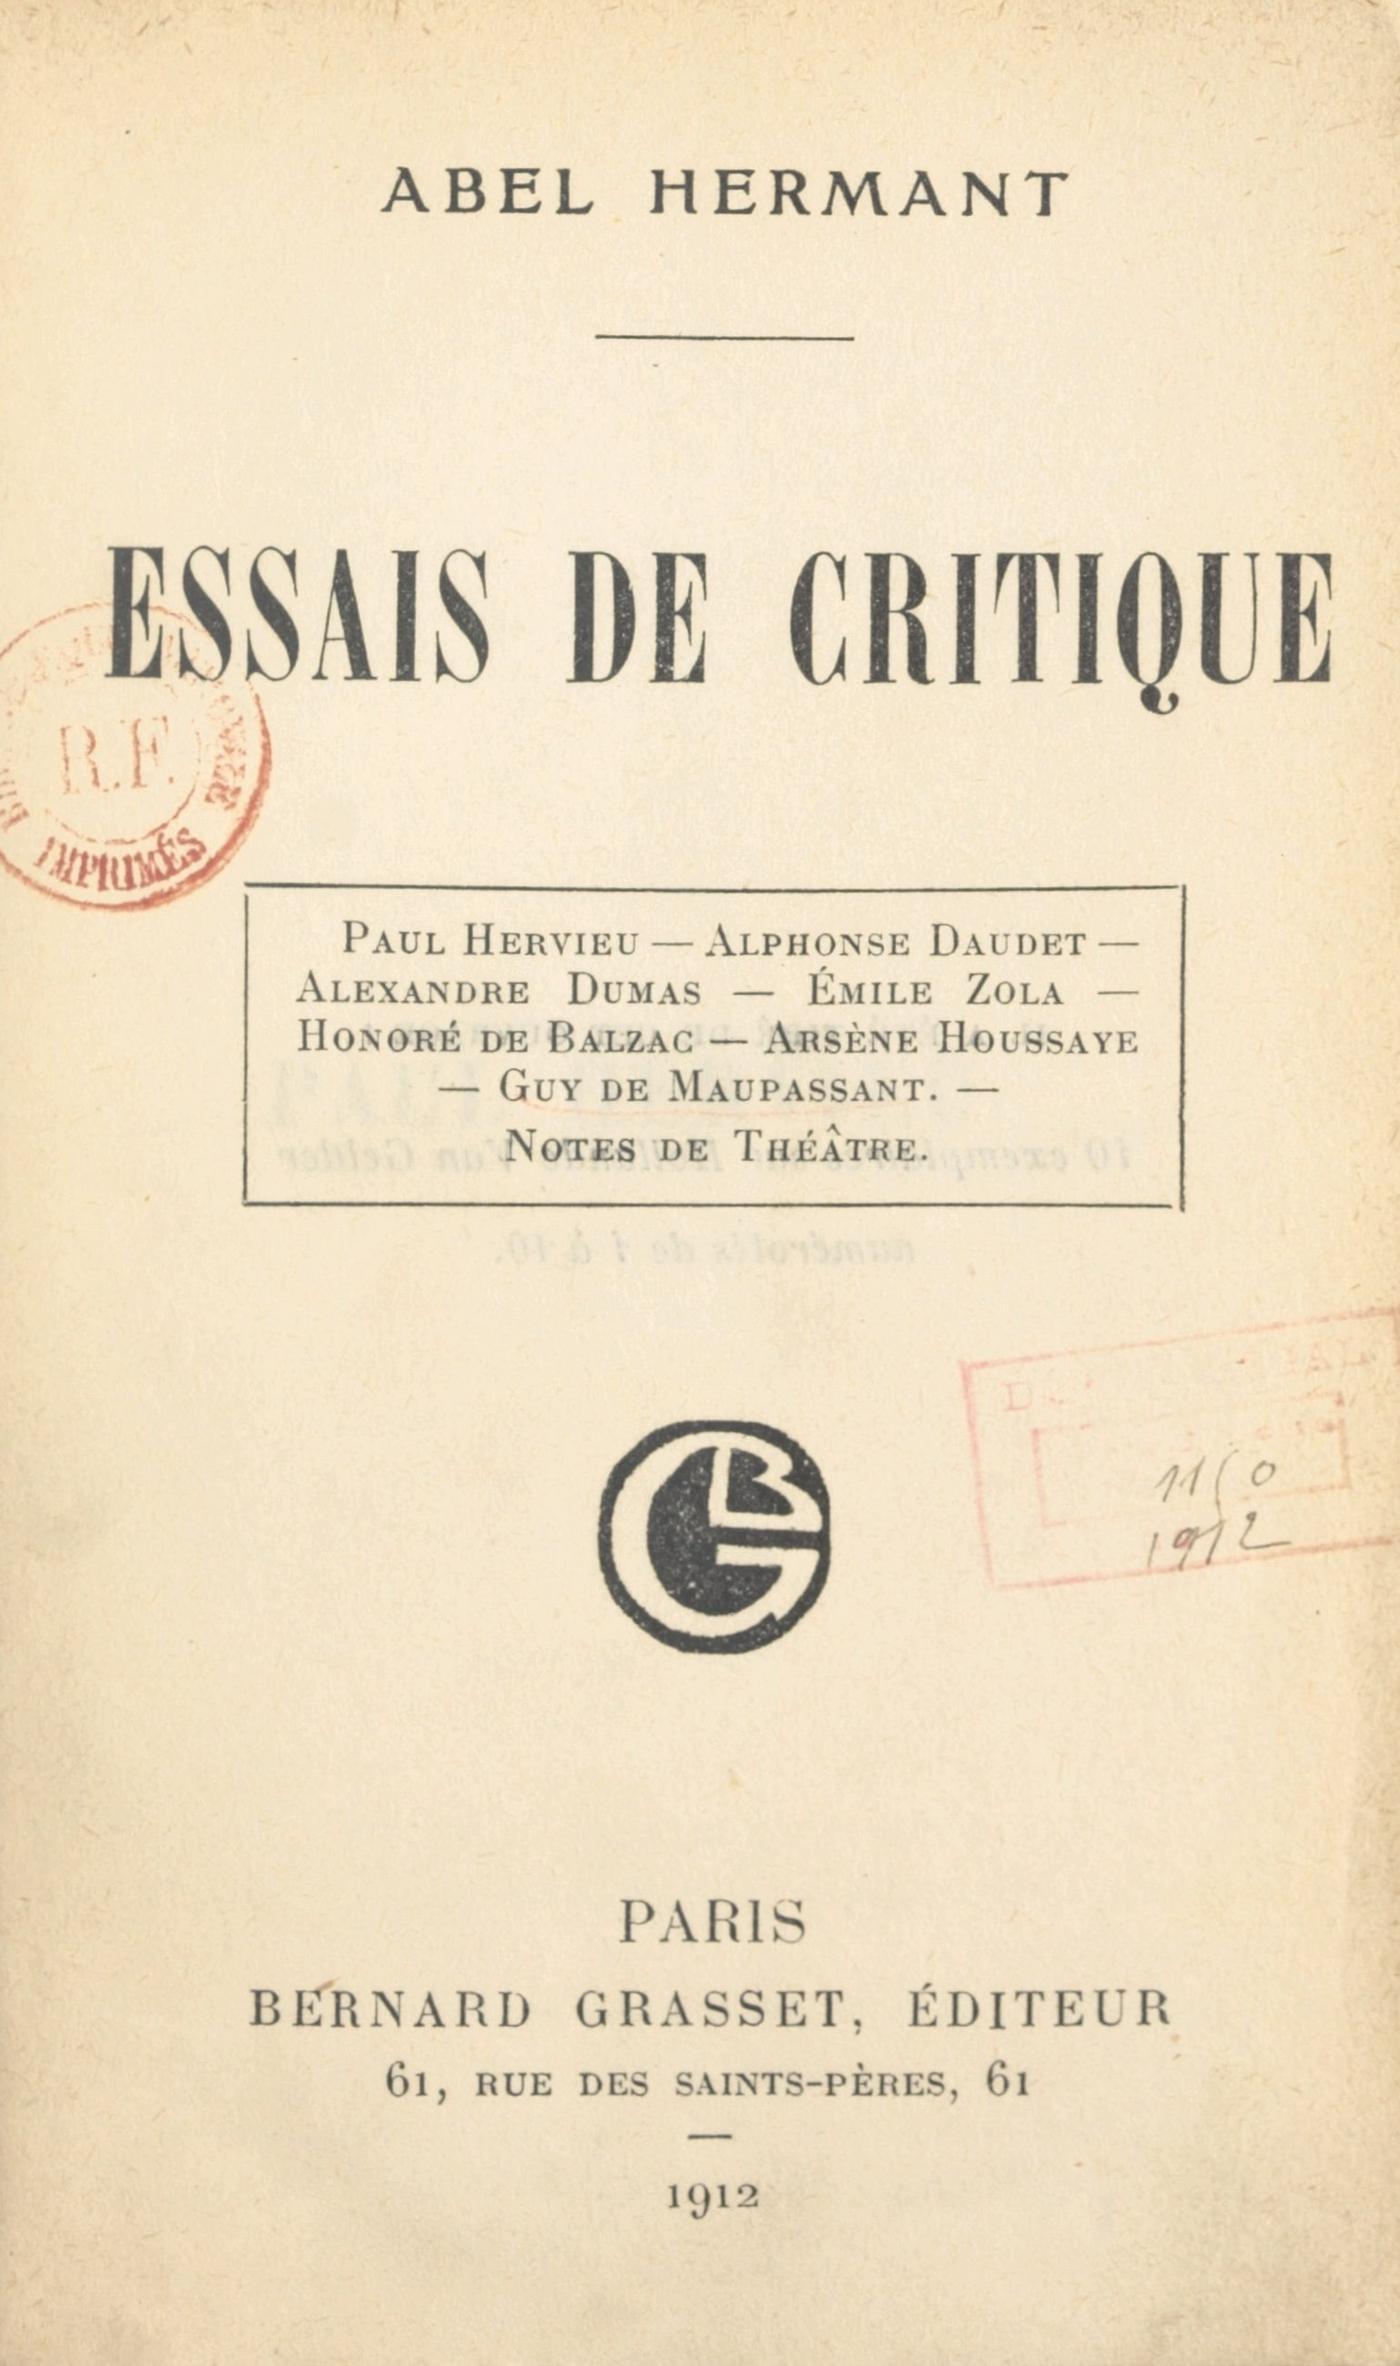 ABEL HERMANT
ESSAIS DE CRITIQUE
R.F.
IMPRIMÉS
PAUL HERVIEU — ALPHONSE DAUDET —
ALEXANDRE DUMAS — ÉMILE ZOLA —
HONORÉ DE BALZAC — ARSÈNE HOUSSAYE
— GUY DE MAUPASSANT. —
NOTES DE THÉÂTRE.
1912
BG
PARIS
BERNARD GRASSET, ÉDITEUR
61, RUE DES SAINTS-PÈRES, 61
1912